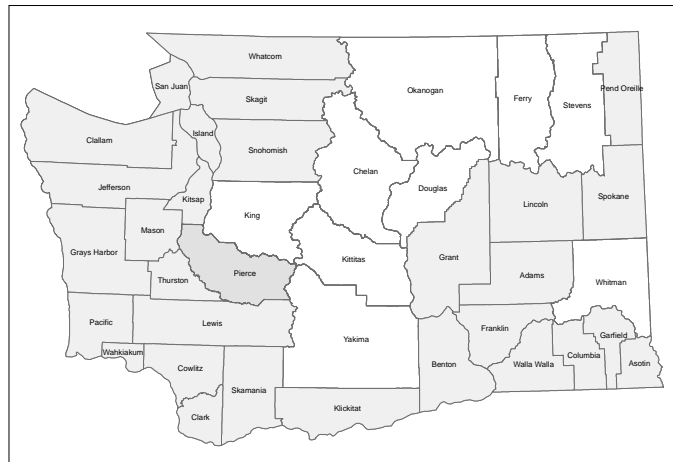 Whatcom
San Juan
Skagit
Okanogan
Ferry
Stevens
Pend Oreille
Clallam
Island
Snohomish
Chelan
Douglas
Jefferson
Kitsap
King
Lincoln
Spokane
Mason
Grays Harbor
Kittitas
Grant
Pierce
Thurston
Adams
Whitman
Pacific
Lewis
Yakima
Franklin
Garfield
Wahkiakum
Cowlitz
Benton
Walla Walla
Columbia
Asotin
Skamania
Klickitat
Clark